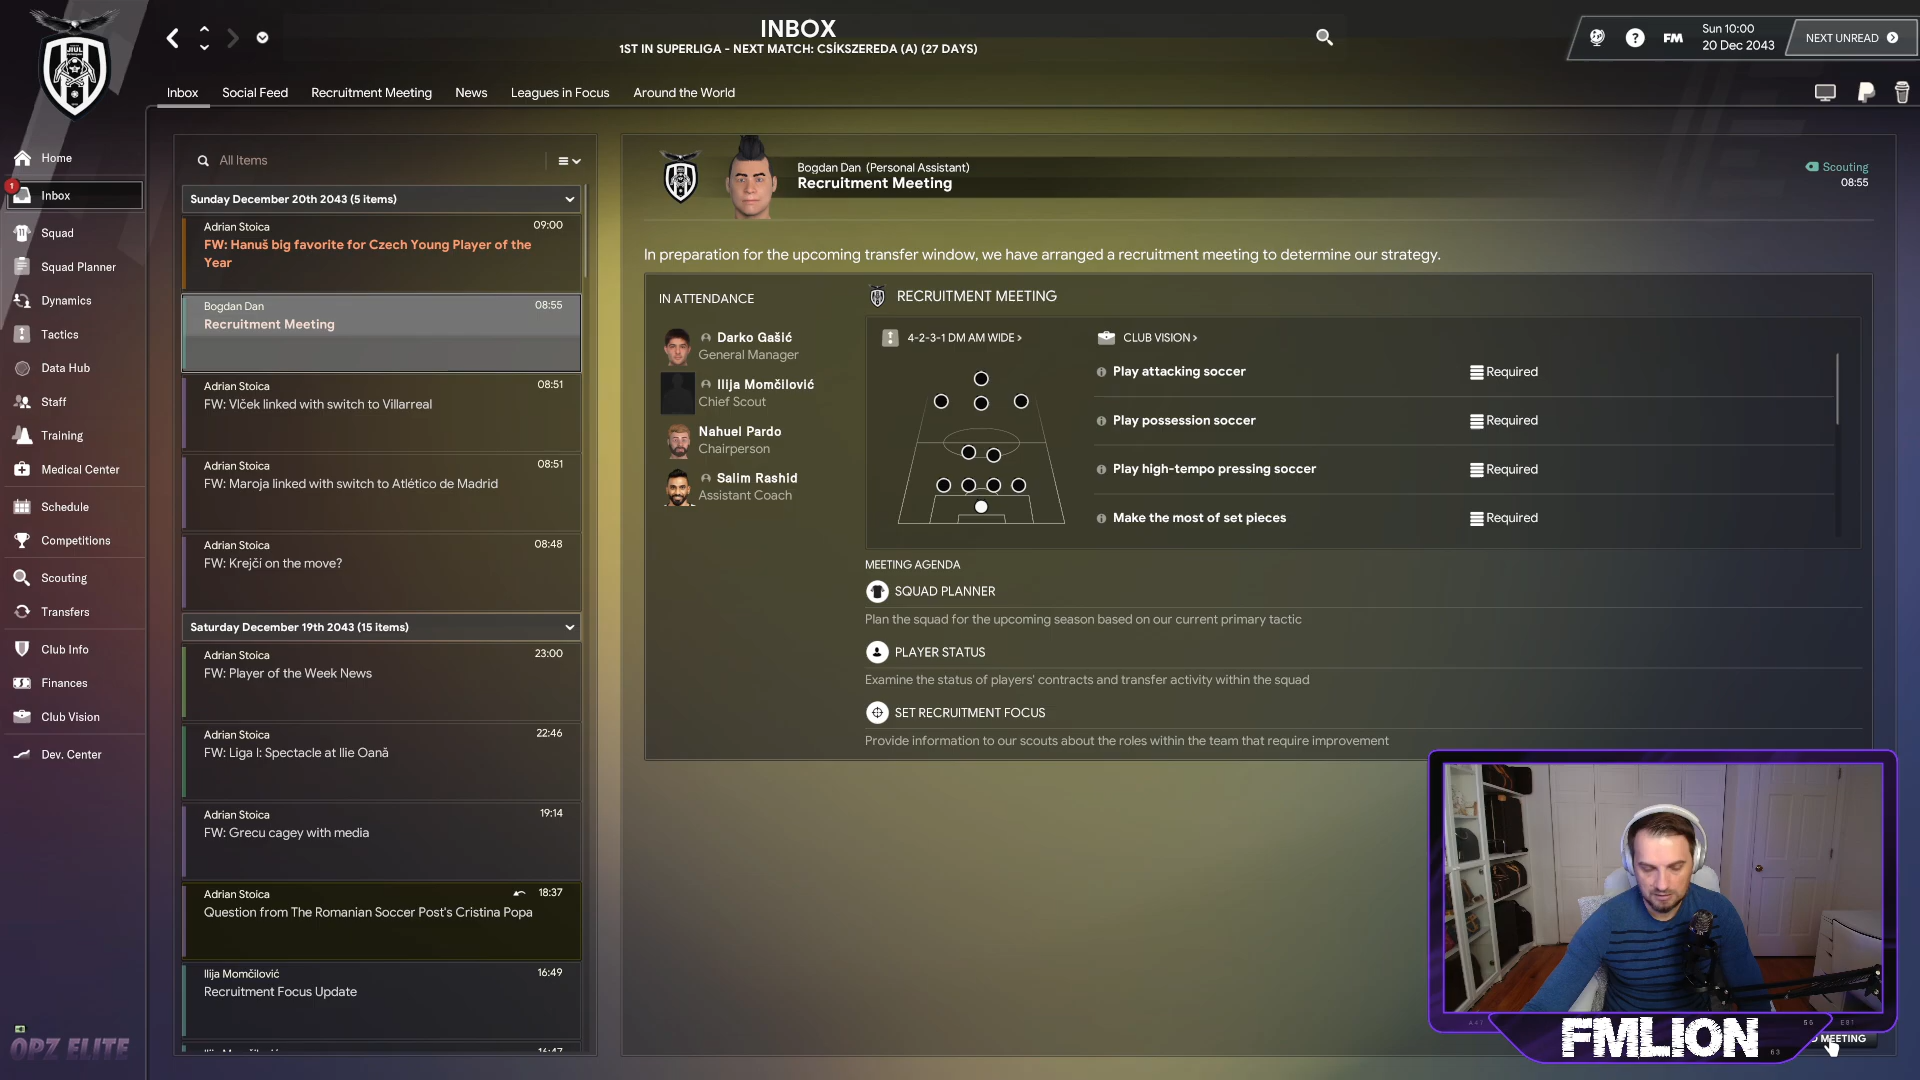 INBOX
1ST IN SUPERLIGA - NEXT MATCH: CSÍKSZEREDA (A) (27 DAYS)
FM
Sun 10:00
20 Dec 2043
NEXT UNREAD
Inbox
Social Feed
Recruitment Meeting
News
Leagues in Focus
Around the World
JIUL
Home
1
Inbox
Squad
Squad Planner
Dynamics
Tactics
Data Hub
Staff
Training
Medical Center
Schedule
Competitions
Scouting
Transfers
Club Info
Finances
Club Vision
Dev. Center
OPZ ELITE
All Items
Sunday December 20th 2043 (5 items)
Adrian Stoica
09:00
FW: Hanuš big favorite for Czech Young Player of the
Year
Bogdan Dan
08:55
Recruitment Meeting
Adrian Stoica
08:51
FW: Vlček linked with switch to Villarreal
Adrian Stoica
08:51
FW: Maroja linked with switch to Atlético de Madrid
Adrian Stoica
08:48
FW: Krejčí on the move?
Saturday December 19th 2043 (15 items)
Adrian Stoica
23:00
FW: Player of the Week News
Adrian Stoica
22:46
FW: Liga I: Spectacle at Ilie Oană
Adrian Stoica
19:14
FW: Grecu cagey with media
Adrian Stoica
18:37
Question from The Romanian Soccer Post's Cristina Popa
Ilija Momčilović
16:49
Recruitment Focus Update
Bogdan Dan (Personal Assistant)
Recruitment Meeting
Scouting
08:55
In preparation for the upcoming transfer window, we have arranged a recruitment meeting to determine our strategy.
IN ATTENDANCE
Darko Gašić
General Manager
Ilija Momčilović
Chief Scout
Nahuel Pardo
Chairperson
Salim Rashid
Assistant Coach
RECRUITMENT MEETING
4-2-3-1 DM AM WIDE >
CLUB VISION >
Play attacking soccer
Required
Play possession soccer
Required
Play high-tempo pressing soccer
Required
Make the most of set pieces
Required
MEETING AGENDA
SQUAD PLANNER
Plan the squad for the upcoming season based on our current primary tactic
PLAYER STATUS
Examine the status of players' contracts and transfer activity within the squad
SET RECRUITMENT FOCUS
Provide information to our scouts about the roles within the team that require improvement
FMLION
MEETING